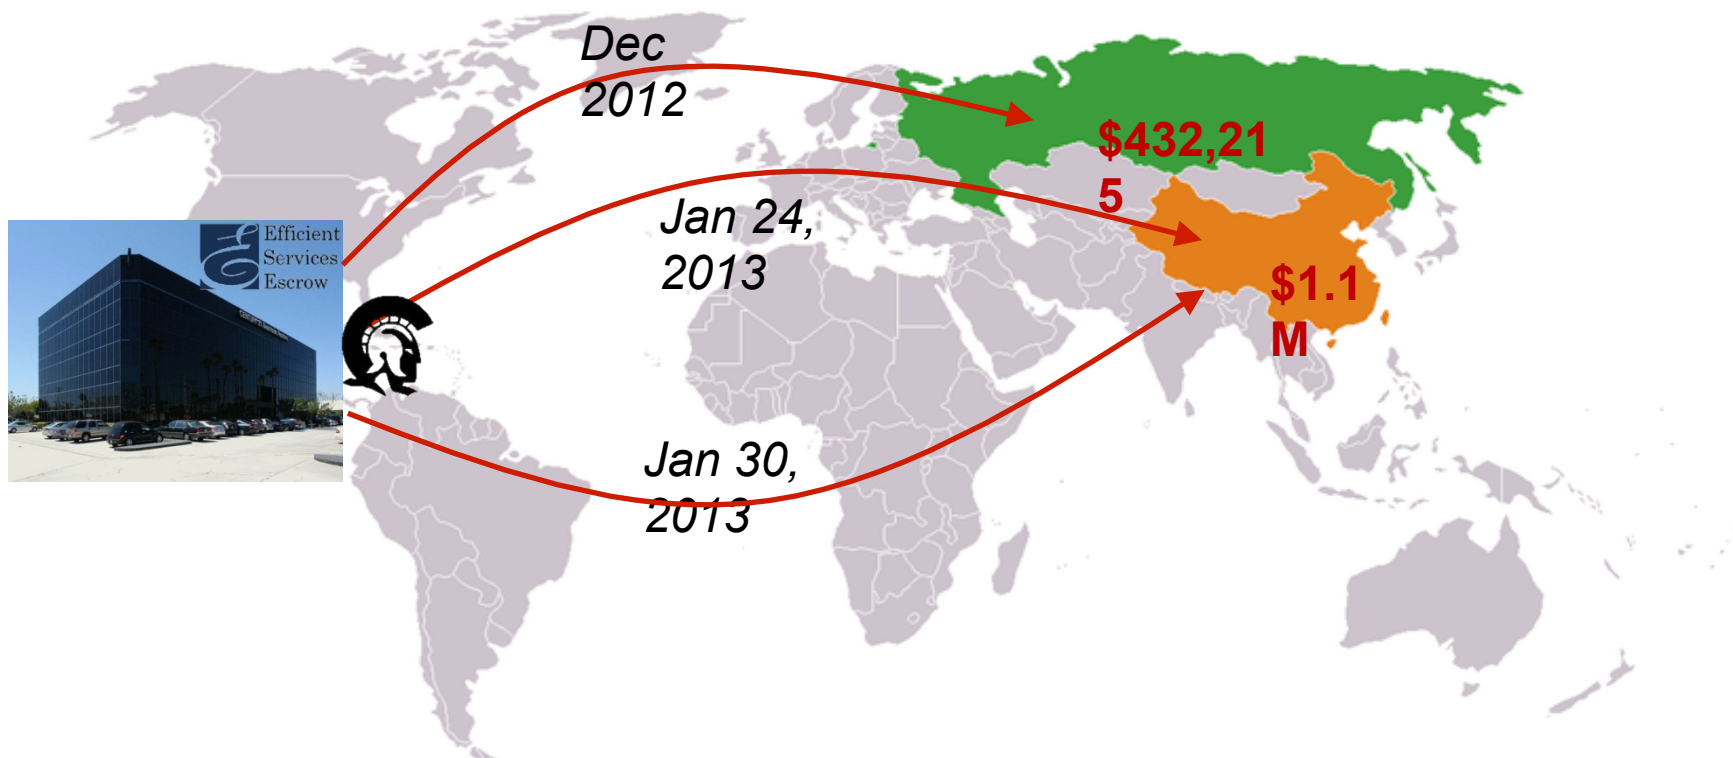 Dec
2012
$432,21
5
Jan 24,
2013
Efficient
Services
Escrow
$1.1
M
Jan 30,
2013